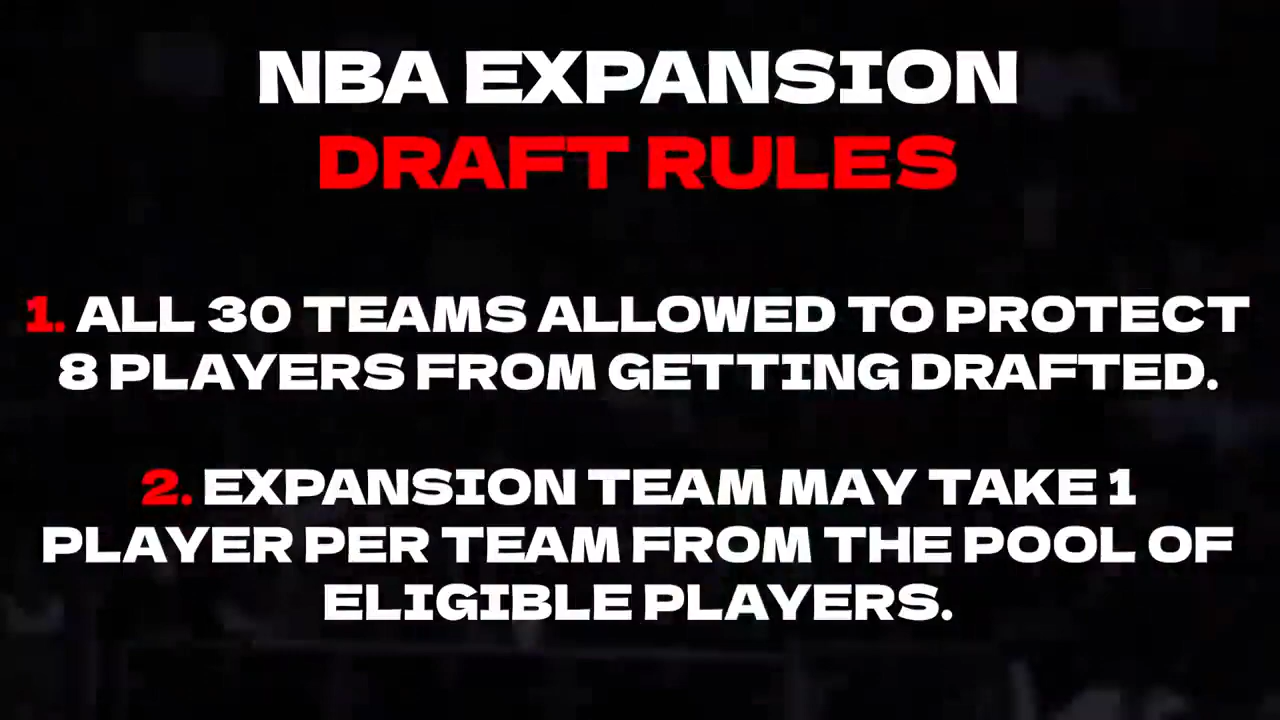 NBA EXPANSION
DRAFT RULES
1. ALL 30 TEAMS ALLOWED TO PROTECT
8 PLAYERS FROM GETTING DRAFTED.
2. EXPANSION TEAM MAY TAKE 1
PLAYER PER TEAM FROM THE POOL OF
ELIGIBLE PLAYERS.